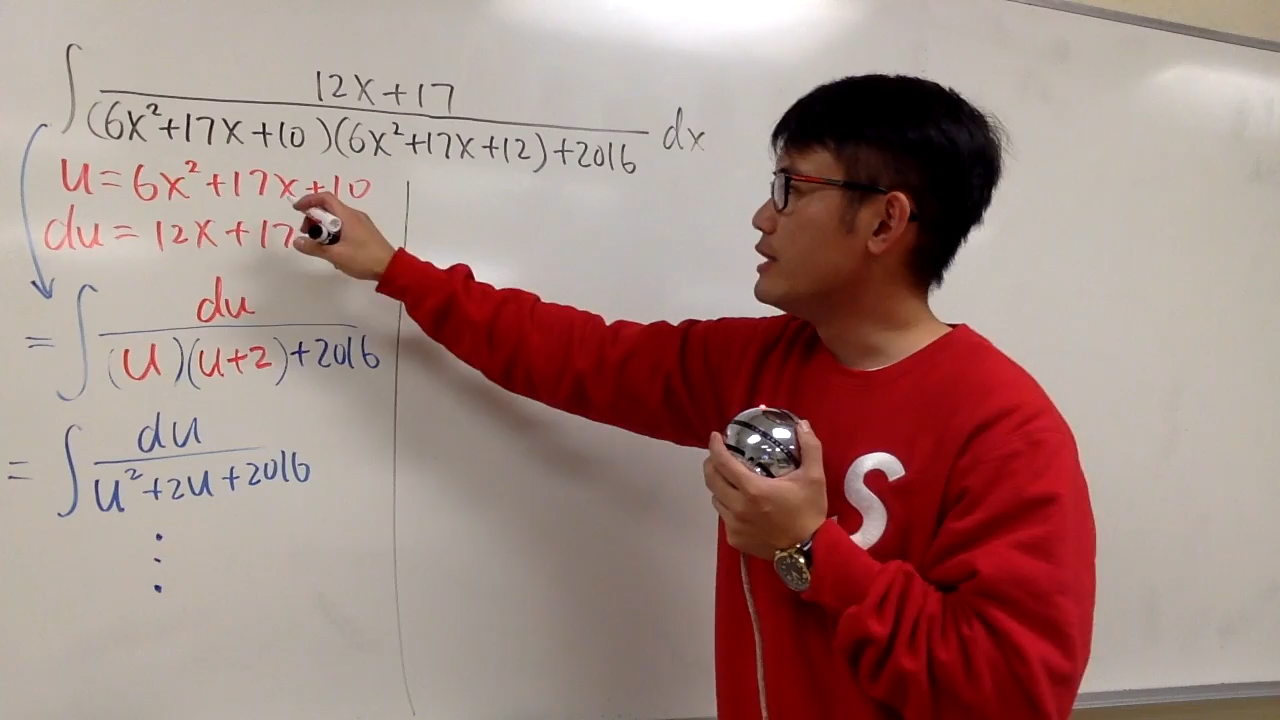 ∫ 12x+17 / (6x²+17x+10)(6x²+17x+12)+2016 dx
u=6x²+17x+10
du=12x+17
=∫ du / (u)(u+2)+2016
=∫ du / u²+2u+2016
⋮
S